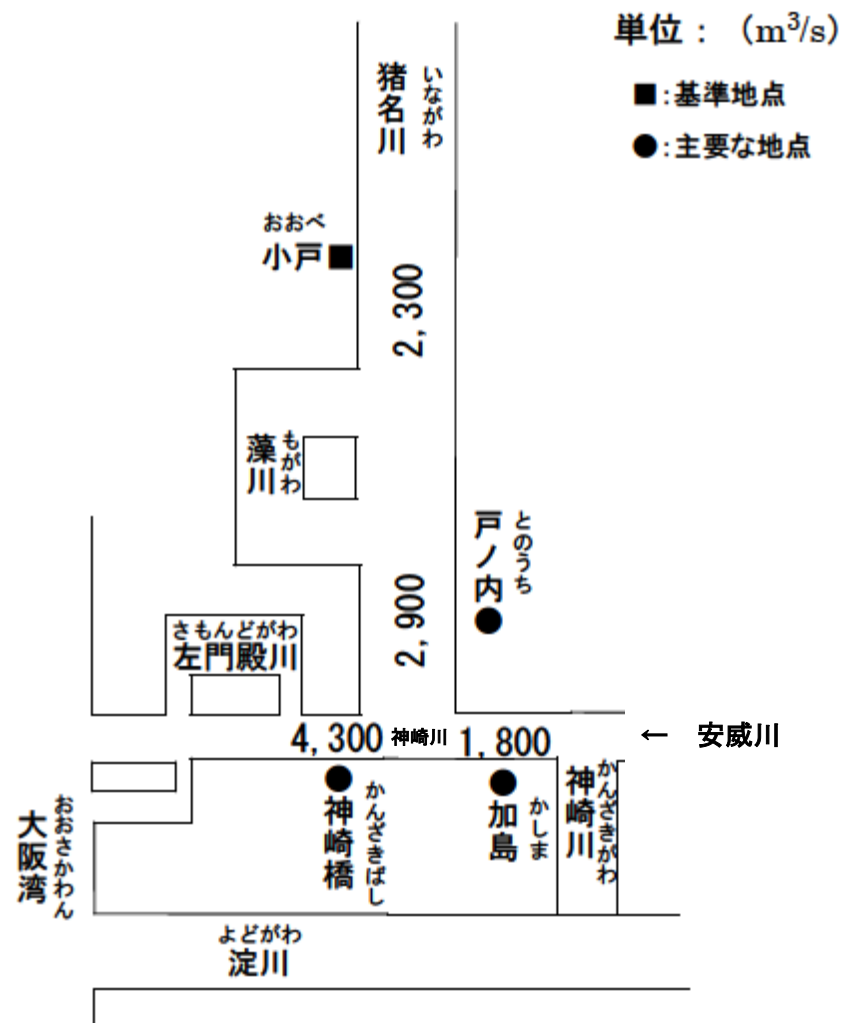 単位：（m³/s）
■：基準地点
●：主要な地点
猪名川
いながわ
おおべ
小戸■
2,300
藻川
もがわ
戸ノ内●
とのうち
2,900
さもんどがわ
左門殿川
4,300
神崎川
1,800
← 安威川
●神崎橋
かんざきばし
●加島
かしま
神崎川
かんざきがわ
大阪湾
おおさかわん
よどがわ
淀川